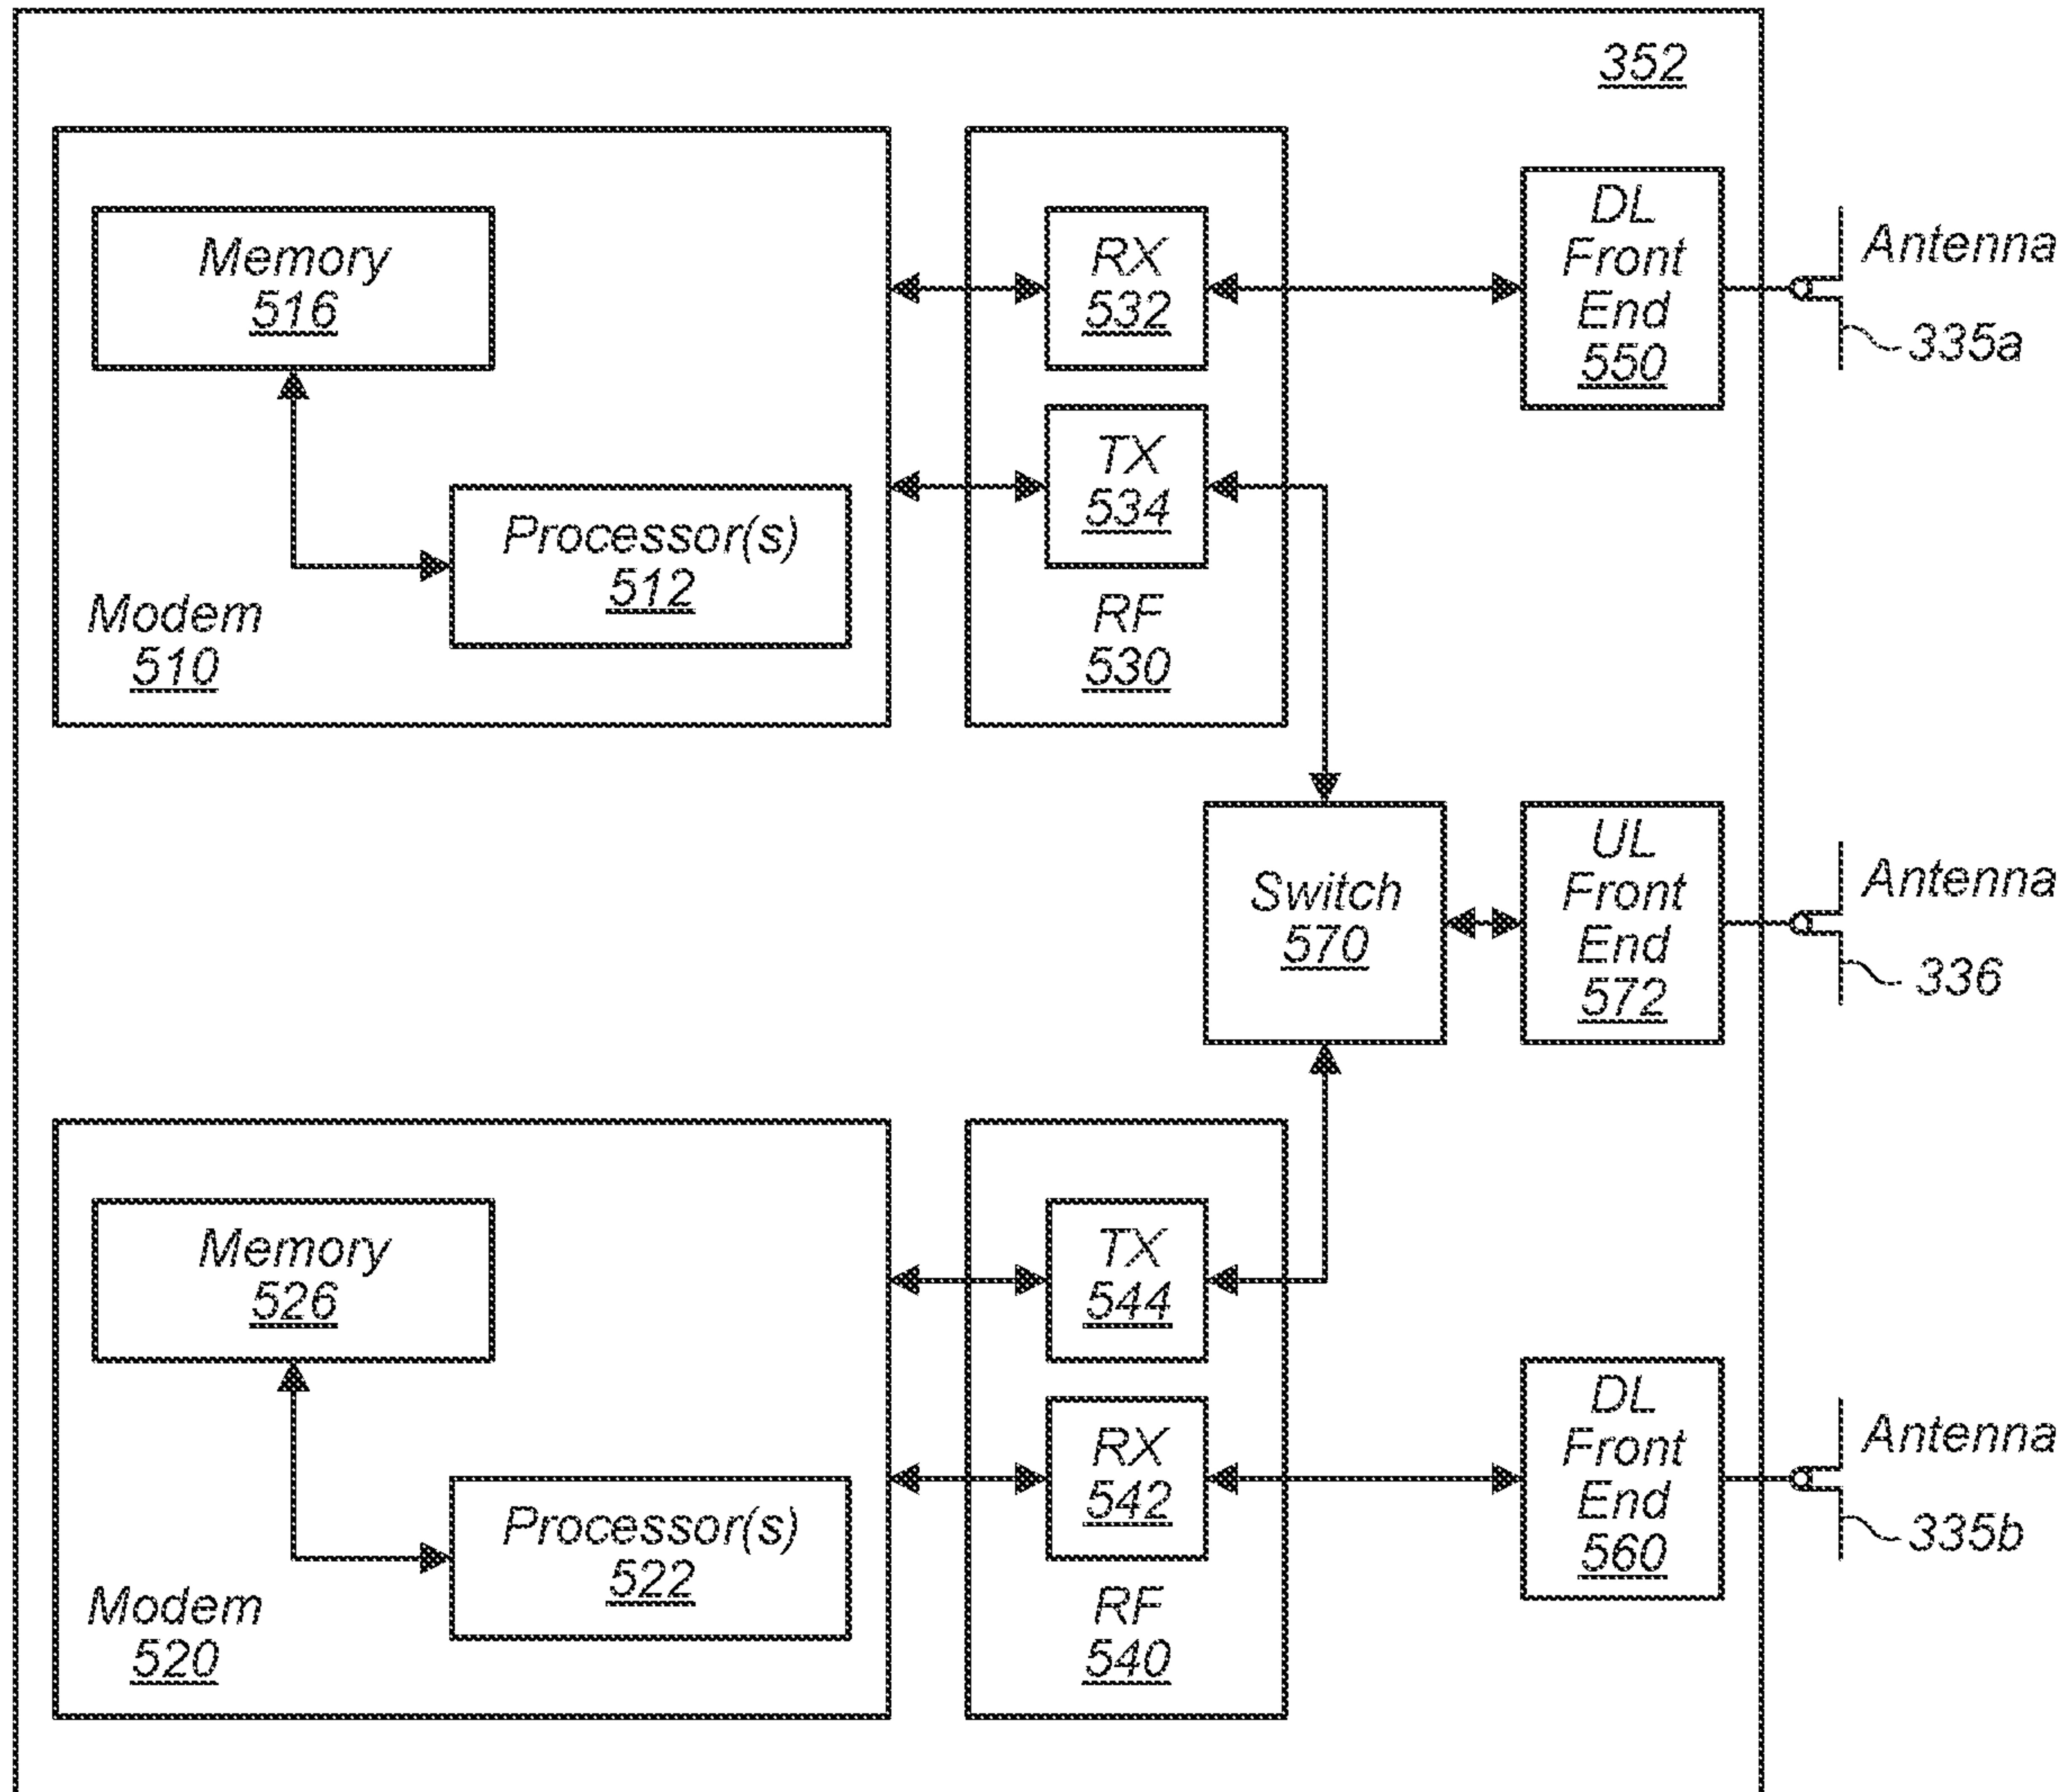 352
Memory
516
Processor(s)
512
Modem
510
RX
532
TX
534
RF
530
DL
Front
End
550
Antenna
335a
Switch
570
UL
Front
End
572
Antenna
336
Memory
526
Processor(s)
522
Modem
520
TX
544
RX
542
RF
540
DL
Front
End
560
Antenna
335b